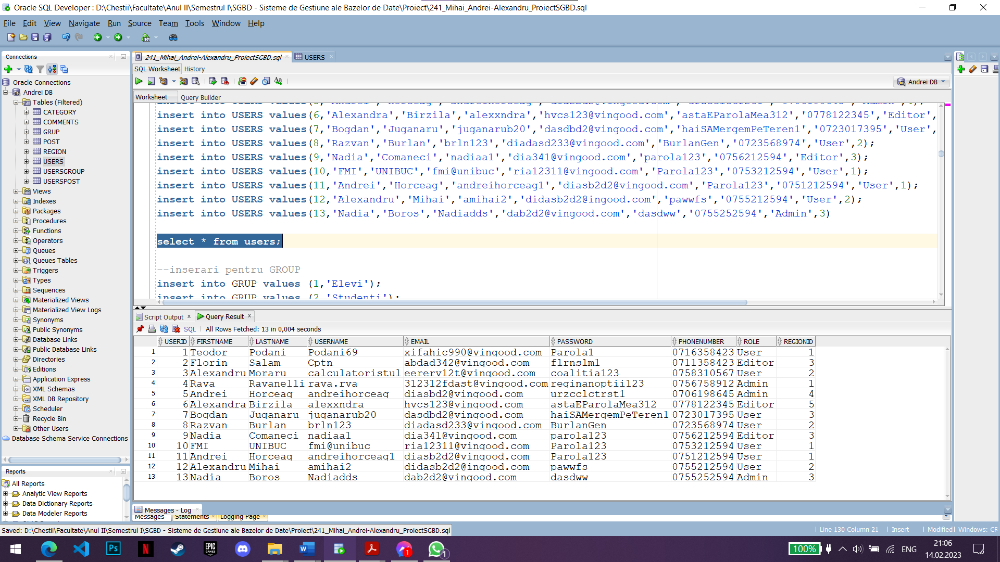 Oracle SQL Developer : D:\Chestii\Facultate\Anul II\Semestrul I\SGBD - Sisteme de Gestiune ale Bazelor de Date\Proiect\241_Mihai_Andrei-Alexandru_ProiectSGBD.sql
File Edit View Navigate Run Source Team Tools Window Help
Connections
Oracle Connections
Andrei DB
Tables (Filtered)
CATEGORY
COMMENTS
GRUP
POST
REGION
USERS
USERSGROUP
USERSPOST
Views
Indexes
Packages
Procedures
Functions
Operators
Queues
Queues Tables
Triggers
Types
Sequences
Materialized Views
Materialized View Logs
Synonyms
Public Synonyms
Database Links
Public Database Links
Directories
Editions
Application Express
XML Schemas
XML DB Repository
Scheduler
Recycle Bin
Other Users
Database Schema Service Connections
Reports
All Reports
Analytic View Reports
Data Dictionary Reports
Data Modeler Reports
241_Mihai_Andrei-Alexandru_ProiectSGBD.sql USERS
SQL Worksheet History
Andrei DB
Worksheet Query Builder
insert into USERS values(6,'Alexandra','Birzila','alexxndra','hvcs123@vingood.com','astaEParolaMea312','0778122345','Editor',
insert into USERS values(7,'Bogdan','Juganaru','juganarub20','dasdbd2@vingood.com','haiSAMergemPeTeren1','0723017395','User',
insert into USERS values(8,'Razvan','Burlan','brln123','diadasd233@vingood.com','BurlanGen','0723568974','User',2);
insert into USERS values(9,'Nadia','Comaneci','nadiaa1','dia341@vingood.com','parola123','0756212594','Editor',3);
insert into USERS values(10,'FMI','UNIBUC','fmi@unibuc','ria12311@vingood.com','Parola123','0753212594','User',1);
insert into USERS values(11,'Andrei','Horceag','andreihorceag1','diasb2d2@vingood.com','Parola123','0751212594','User',1);
insert into USERS values(12,'Alexandru','Mihai','amihai2','didasb2d2@ingood.com','pawwfs','0755212594','User',2);
insert into USERS values(13,'Nadia','Boros','Nadiadds','dab2d2@vingood.com','dasdww','0755252594','Admin',3)
select * from users;
--inserari pentru GROUP
insert into GRUP values (1,'Elevi');
insert into GRUP values (2,'Studenti');
Script Output Query Result
SQL All Rows Fetched: 13 in 0,004 seconds
USERID FIRSTNAME LASTNAME USERNAME EMAIL PASSWORD PHONENUMBER ROLE REGIONID
1 1 Teodor Podani Podani69 xifahic990@vingood.com Parola1 0716358423 User 1
2 2 Florin Salam Cptn abdad342@vingood.com flrnslm1 0711358423 Editor 3
3 3 Alexandru Moraru calculatoristul eererv12t@vingood.com coalitia123 0758310567 User 2
4 4 Rava Ravanelli rava.rva 312312fdast@vingood.com reginanoptii123 0756758912 Admin 1
5 5 Andrei Horceag andreihorceag diasbd2@vingood.com urzcclctrst1 0706198645 Admin 4
6 6 Alexandra Birzila alexxndra hvcs123@vingood.com astaEParolaMea312 0778122345 Editor 5
7 7 Bogdan Juganaru juganarub20 dasdbd2@vingood.com haiSAMergemPeTeren1 0723017395 User 3
8 8 Razvan Burlan brln123 diadasd233@vingood.com BurlanGen 0723568974 User 2
9 9 Nadia Comaneci nadiaa1 dia341@vingood.com parola123 0756212594 Editor 3
10 10 FMI UNIBUC fmi@unibuc ria12311@vingood.com Parola123 0753212594 User 1
11 11 Andrei Horceag andreihorceag1 diasb2d2@vingood.com Parola123 0751212594 User 1
12 12 Alexandru Mihai amihai2 didasb2d2@ingood.com pawwfs 0755212594 User 2
13 13 Nadia Boros Nadiadds dab2d2@vingood.com dasdww 0755252594 Admin 3
Messages - Log
Messages Statements Logging Page
Saved: D:\Chestii\Facultate\Anul II\Semestrul I\SGBD - Sisteme de Gestiune ale Bazelor de Date\Proiect\241_Mihai_Andrei-Alexandru_ProiectSGBD.sql
Line 130 Column 21 Insert Modified Windows: CR
Ps N EPIC GAMES 1 1
100% ENG 21:06
14.02.2023